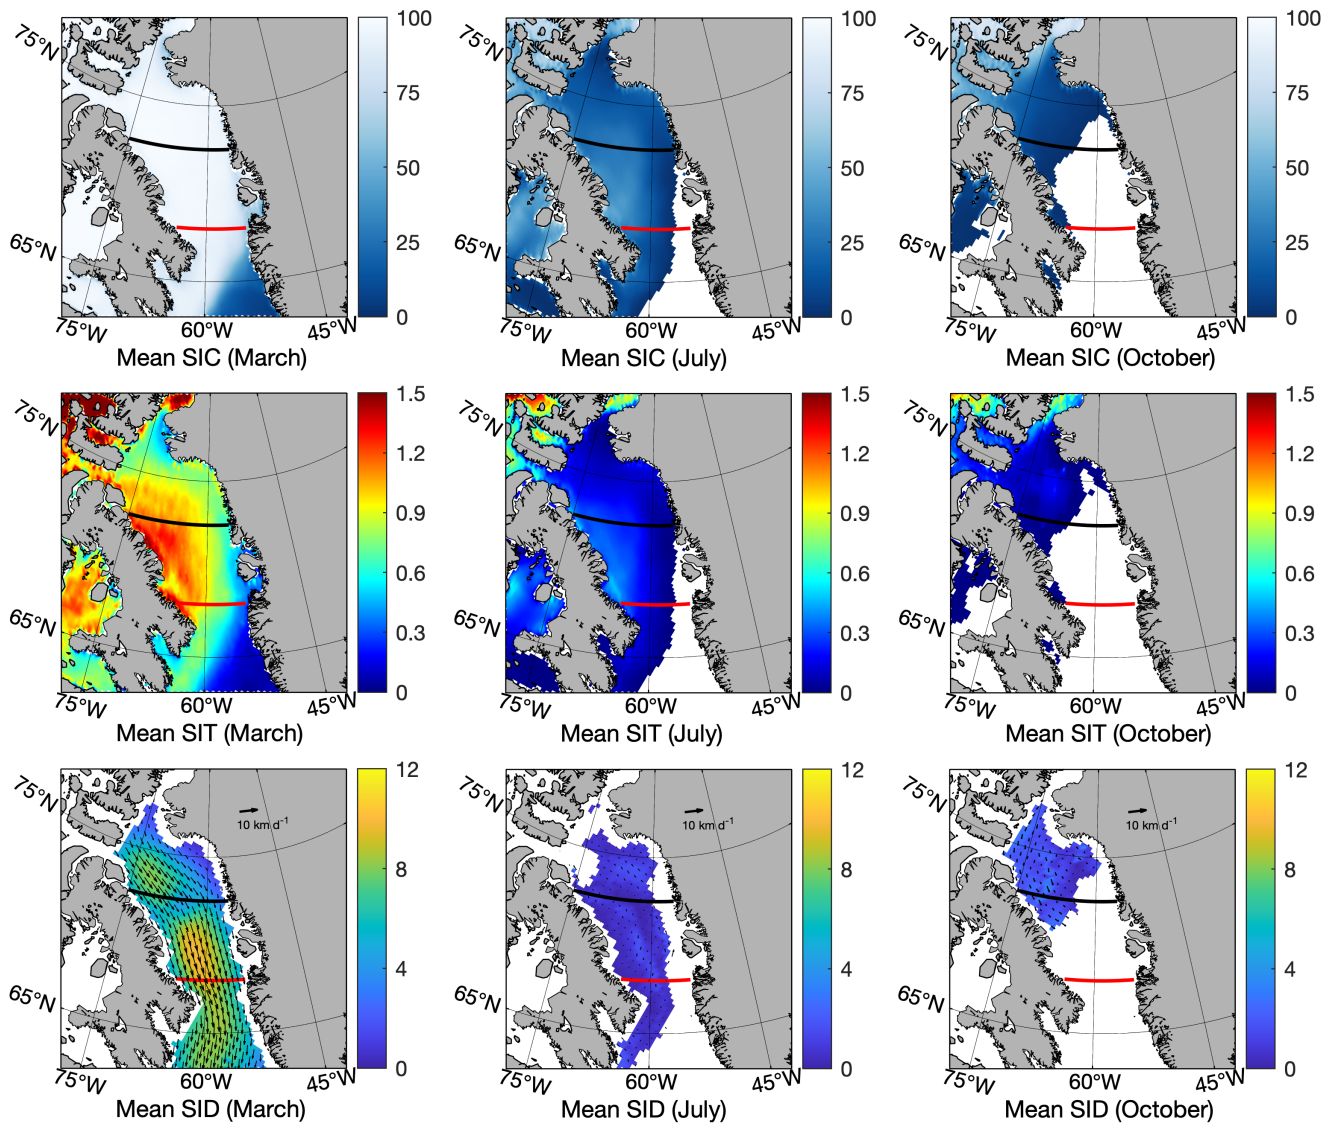 75°N
65°N
75°W
60°W
45°W
100
75
50
25
0
Mean SIC (March)
75°N
65°N
75°W
60°W
45°W
100
75
50
25
0
Mean SIC (July)
75°N
65°N
75°W
60°W
45°W
100
75
50
25
0
Mean SIC (October)
75°N
65°N
75°W
60°W
45°W
1.5
1.2
0.9
0.6
0.3
0
Mean SIT (March)
75°N
65°N
75°W
60°W
45°W
1.5
1.2
0.9
0.6
0.3
0
Mean SIT (July)
75°N
65°N
75°W
60°W
45°W
1.5
1.2
0.9
0.6
0.3
0
Mean SIT (October)
75°N
10 km d⁻¹
65°N
75°W
60°W
45°W
12
8
4
0
Mean SID (March)
75°N
10 km d⁻¹
65°N
75°W
60°W
45°W
12
8
4
0
Mean SID (July)
75°N
10 km d⁻¹
65°N
75°W
60°W
45°W
12
8
4
0
Mean SID (October)